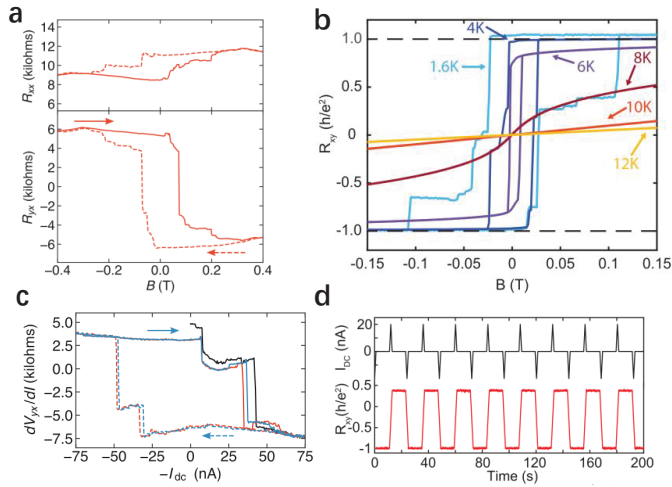 a
R_xx (kilohms)
14
12
10
8
6
R_yx (kilohms)
6
4
2
0
−2
−4
−6
−0.4 −0.2 0.0 0.2 0.4
B (T)
b
R_xy (h/e²)
1.0
0.5
0
-0.5
-1.0
4K
1.6K
6K
8K
10K
12K
-0.15 -0.1 -0.05 0 0.05 0.1 0.15
B (T)
c
dV_yx/dI (kilohms)
5.0
2.5
0.0
−2.5
−5.0
−7.5
−75 −50 −25 0 25 50 75
−I_dc (nA)
d
I_DC (nA)
20
0
R_xy(h/e²)
0.5
0
-0.5
-1
0 40 80 120 160 200
Time (s)